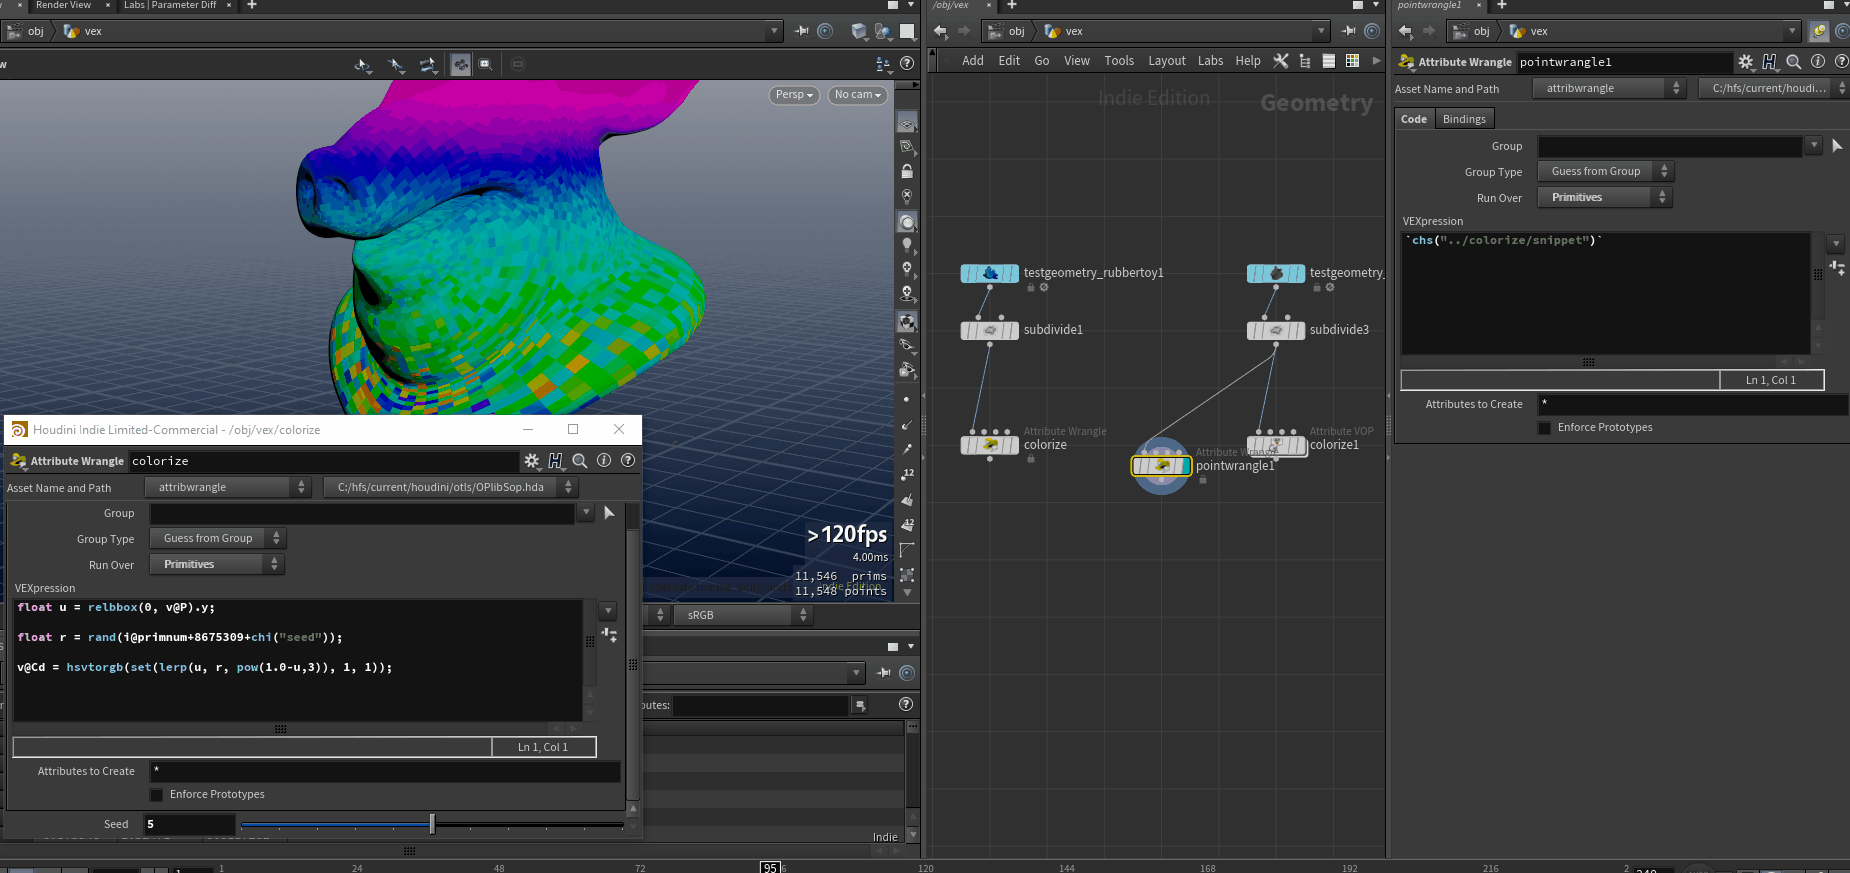 Render View
Labs | Parameter Diff
obj
vex
Persp
No cam
>120fps
4.00ms
11,546 prims
11,548 points
Indie Edition
sRGB
Indie
Houdini Indie Limited-Commercial - /obj/vex/colorize
Attribute Wrangle
colorize
Asset Name and Path
attribwrangle
C:/hfs/current/houdini/otls/OPlibSop.hda
Group
Group Type
Guess from Group
Run Over
Primitives
VEXpression
float u = relbbox(0, v@P).y;
float r = rand(i@primnum+8675309+chi("seed"));
v@Cd = hsvtorgb(set(lerp(u, r, pow(1.0-u,3)), 1, 1));
Ln 1, Col 1
Attributes to Create
*
Enforce Prototypes
Seed
5
/obj/vex
obj
vex
Add Edit Go View Tools Layout Labs Help
Indie Edition
Geometry
testgeometry_rubbertoy1
testgeometry_
subdivide1
subdivide3
Attribute Wrangle
colorize
Attribute VOP
colorize1
Attribute Wrangle
pointwrangle1
pointwrangle1
obj
vex
Attribute Wrangle
pointwrangle1
Asset Name and Path
attribwrangle
C:/hfs/current/houdi...
Code
Bindings
Group
Group Type
Guess from Group
Run Over
Primitives
VEXpression
`chs("../colorize/snippet")`
Ln 1, Col 1
Attributes to Create
*
Enforce Prototypes
1
24
48
72
95
120
144
168
192
216
240